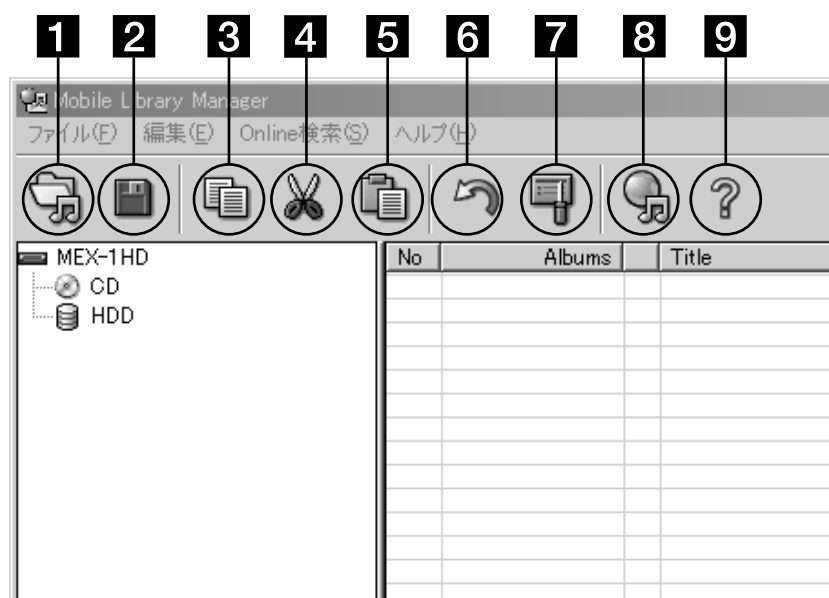 1 2 3 4 5 6 7 8 9
Mobile Library Manager
ファイル(F) 編集(E) Online検索(S) ヘルプ(H)
MEX-1HD
CD
HDD
No Albums Title